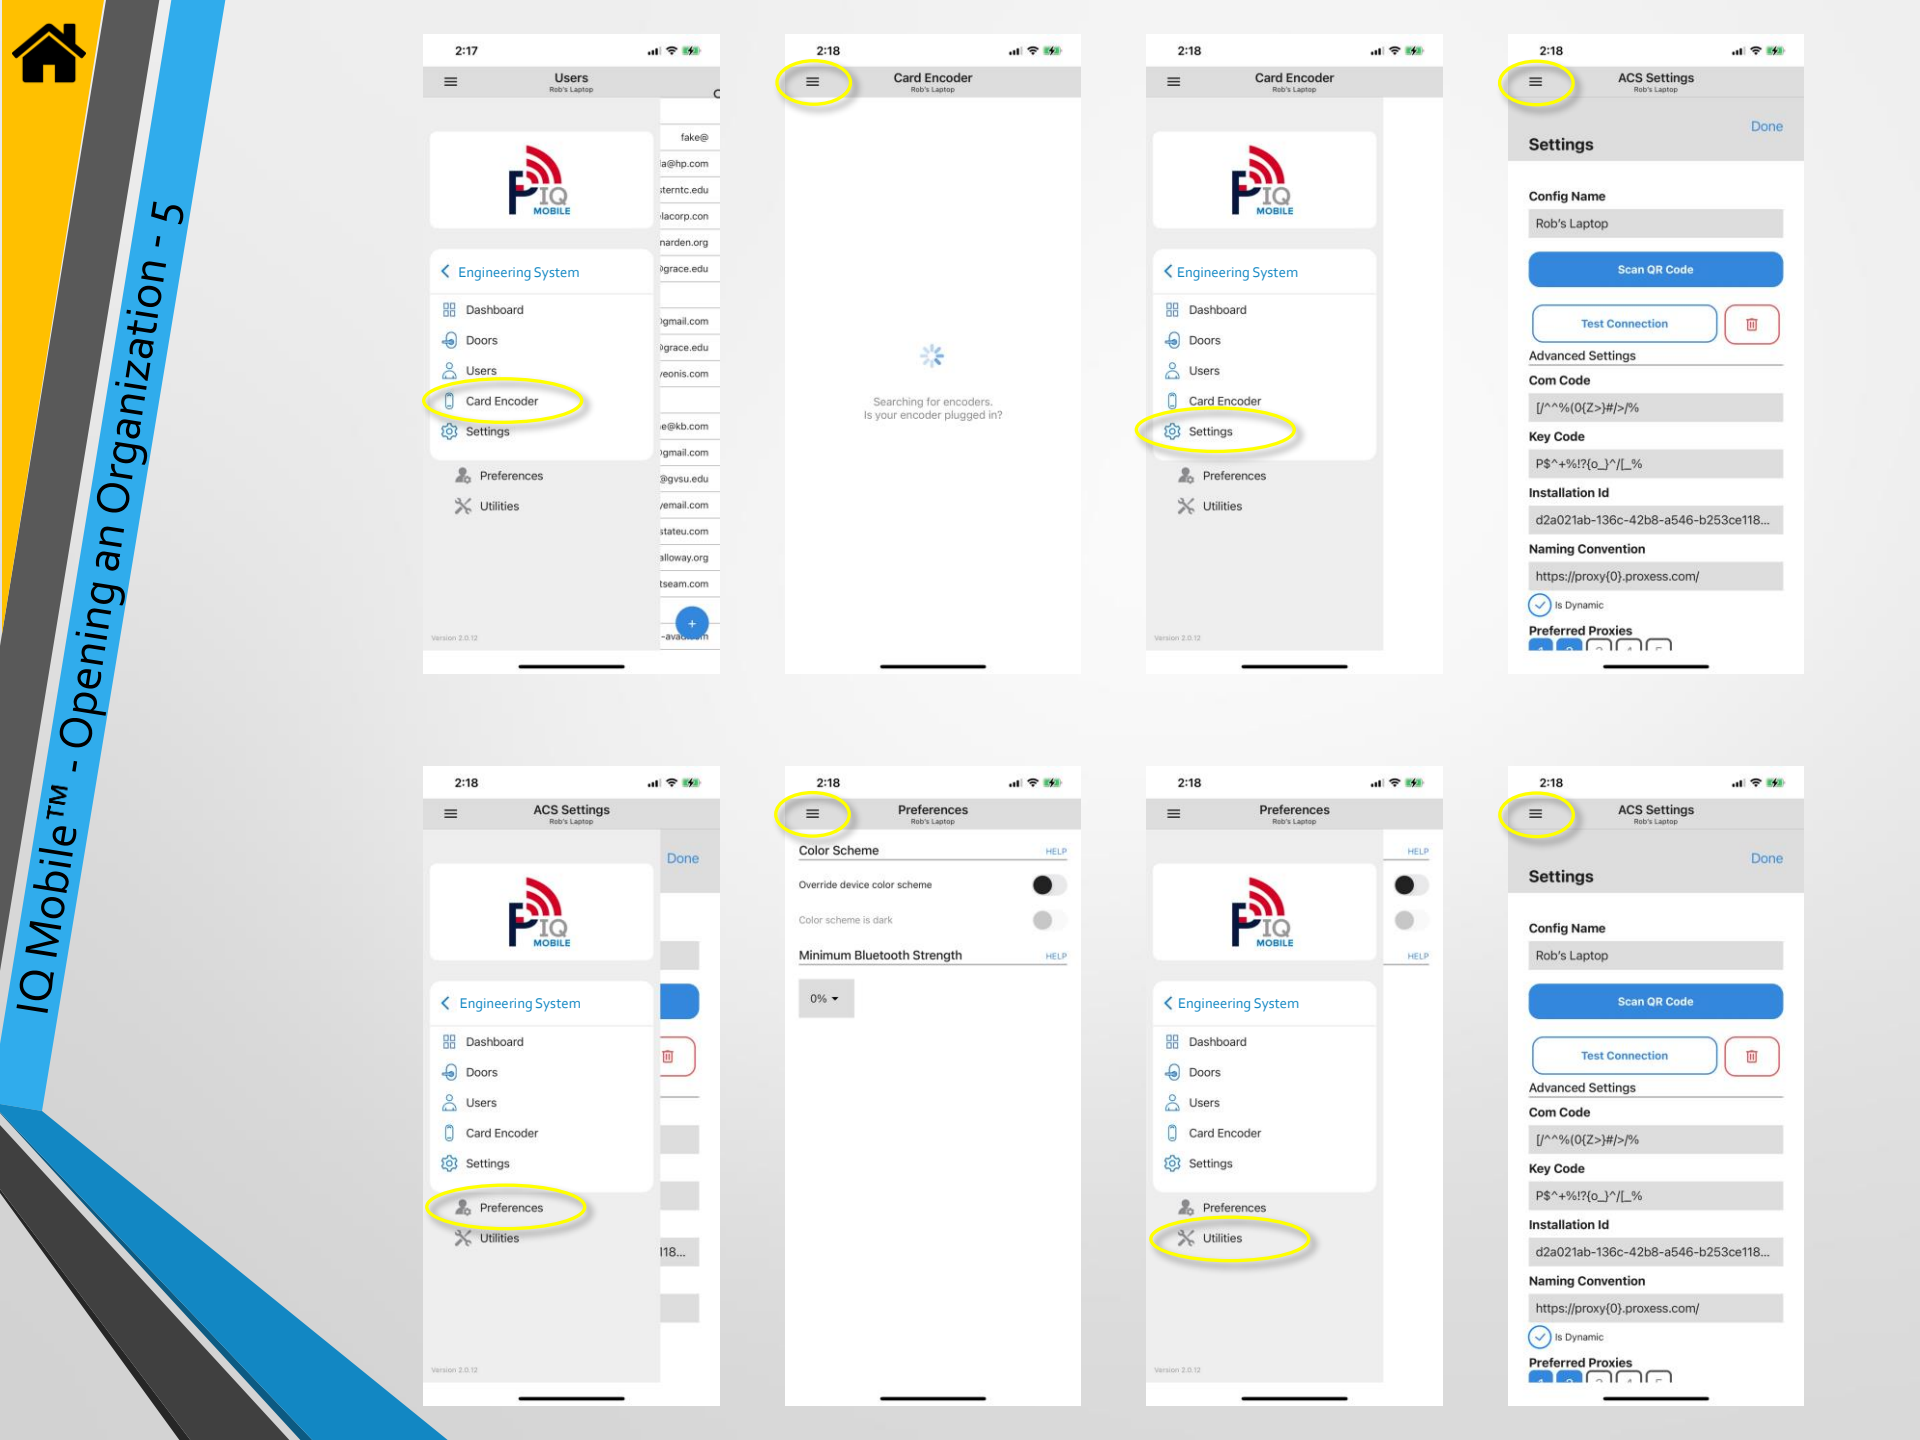 IQ Mobile™ - Opening an Organization - 5
2:17
Users
Rob's Laptop
fake@
a@hp.com
sterntc.edu
lacorp.con
narden.org
@grace.edu
@gmail.com
@grace.edu
veonis.com
e@kb.com
@gmail.com
@gvsu.edu
vemail.com
stateu.com
alloway.org
tseam.com
PIQ
MOBILE
Engineering System
Dashboard
Doors
Users
Card Encoder
Settings
Preferences
Utilities
+
Version 2.0.12
2:18
Card Encoder
Rob's Laptop
Searching for encoders.
Is your encoder plugged in?
2:18
Card Encoder
Rob's Laptop
PIQ
MOBILE
Engineering System
Dashboard
Doors
Users
Card Encoder
Settings
Preferences
Utilities
Version 2.0.12
2:18
ACS Settings
Rob's Laptop
Done
Settings
Config Name
Rob's Laptop
Scan QR Code
Test Connection
Advanced Settings
Com Code
[/^^%(0{Z>}#/>/%
Key Code
P$^+%!?{o_}^/[_%
Installation Id
d2a021ab-136c-42b8-a546-b253ce118...
Naming Convention
https://proxy{0}.proxess.com/
Is Dynamic
Preferred Proxies
2:18
ACS Settings
Rob's Laptop
Done
PIQ
MOBILE
Engineering System
Dashboard
Doors
Users
Card Encoder
Settings
Preferences
Utilities
118...
Version 2.0.12
2:18
Preferences
Rob's Laptop
Color Scheme HELP
Override device color scheme
Color scheme is dark
Minimum Bluetooth Strength HELP
0%
2:18
Preferences
Rob's Laptop
HELP
HELP
PIQ
MOBILE
Engineering System
Dashboard
Doors
Users
Card Encoder
Settings
Preferences
Utilities
Version 2.0.12
2:18
ACS Settings
Rob's Laptop
Done
Settings
Config Name
Rob's Laptop
Scan QR Code
Test Connection
Advanced Settings
Com Code
[/^^%(0{Z>}#/>/%
Key Code
P$^+%!?{o_}^/[_%
Installation Id
d2a021ab-136c-42b8-a546-b253ce118...
Naming Convention
https://proxy{0}.proxess.com/
Is Dynamic
Preferred Proxies